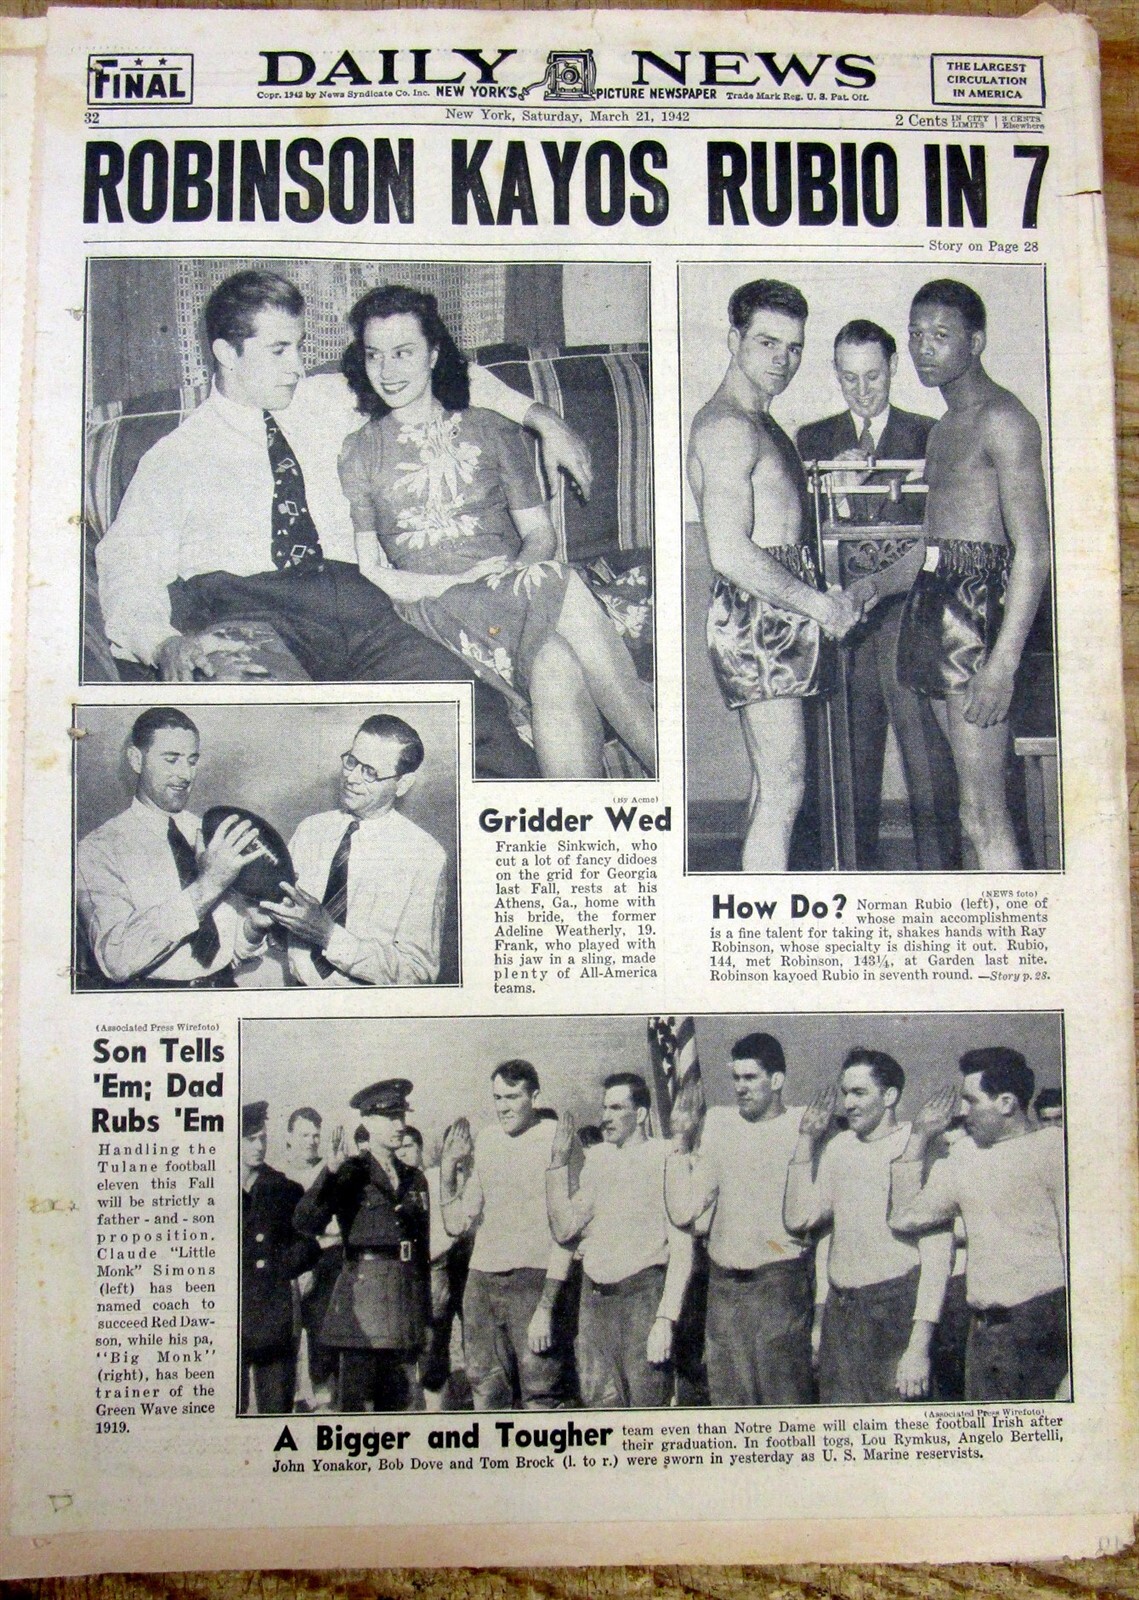 FINAL
DAILY NEWS
THE LARGEST
CIRCULATION
IN AMERICA
Copr. 1942 by News Syndicate Co. Inc. NEW YORK'S PICTURE NEWSPAPER Trade Mark Reg. U. S. Pat. Off.
32
New York, Saturday, March 21, 1942
2 Cents IN CITY LIMITS | 3 CENTS Elsewhere
ROBINSON KAYOS RUBIO IN 7
Story on Page 28
(By Acme)
Gridder Wed
Frankie Sinkwich, who
cut a lot of fancy didoes
on the grid for Georgia
last Fall, rests at his
Athens, Ga., home with
his bride, the former
Adeline Weatherly, 19.
Frank, who played with
his jaw in a sling, made
plenty of All-America
teams.
(NEWS foto)
How Do? Norman Rubio (left), one of
whose main accomplishments
is a fine talent for taking it, shakes hands with Ray
Robinson, whose specialty is dishing it out. Rubio,
144, met Robinson, 143¼, at Garden last nite.
Robinson kayoed Rubio in seventh round. —Story p. 28.
(Associated Press Wirefoto)
Son Tells
'Em; Dad
Rubs 'Em
Handling the
Tulane football
eleven this Fall
will be strictly a
father - and - son
proposition.
Claude "Little
Monk" Simons
(left) has been
named coach to
succeed Red Daw-
son, while his pa,
"Big Monk"
(right), has been
trainer of the
Green Wave since
1919.
(Associated Press Wirefoto)
A Bigger and Tougher team even than Notre Dame will claim these football Irish after
their graduation. In football togs, Lou Rymkus, Angelo Bertelli,
John Yonakor, Bob Dove and Tom Brock (l. to r.) were sworn in yesterday as U. S. Marine reservists.